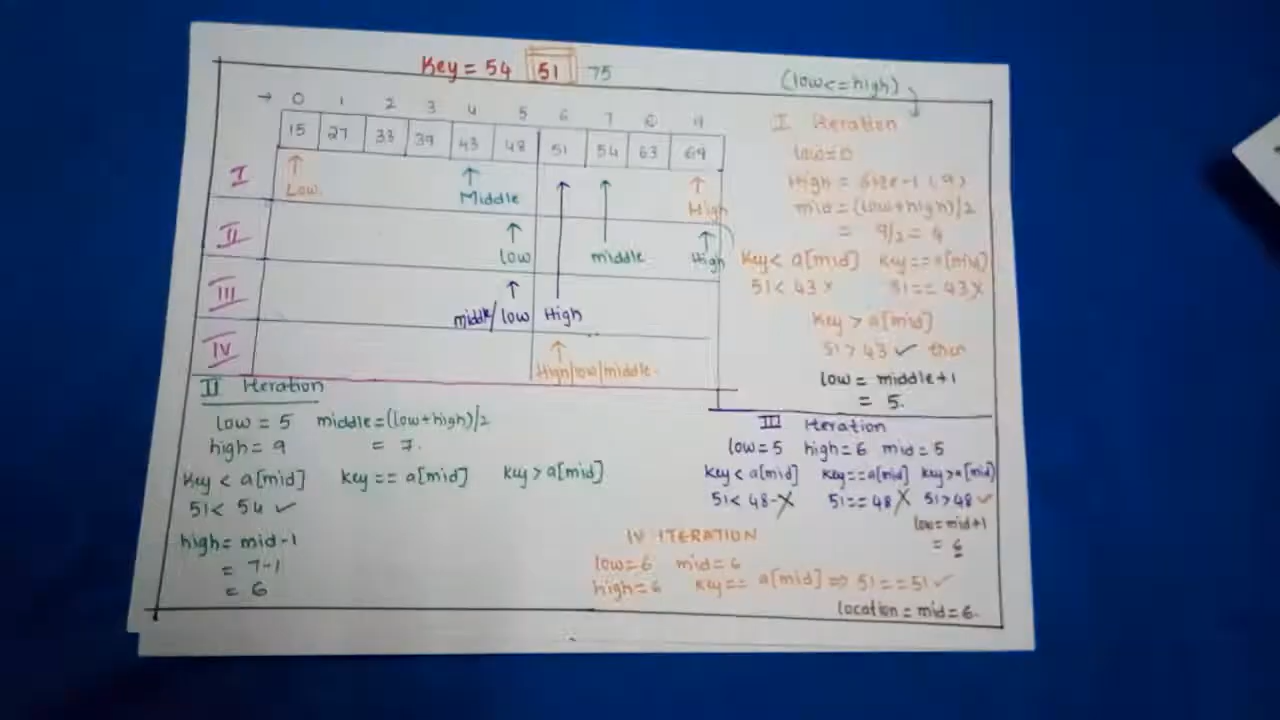 Key = 54 51 75
(low<=high)
→ 0 1 2 3 4 5 6 7 8 9
15 27 33 39 43 48 51 54 63 69
I
Low Middle High
II
low middle High
III
middle/low High
IV
High/low/middle
I Iteration
low=0
High = size-1 (9)
mid = (low+high)/2
= 9/2 = 4
Key< a[mid] Key==a[mid]
51<43 x 51==43 X
Key > a[mid]
51>43 ✓ then
low = middle+1
= 5.
II Iteration
low = 5 middle=(low+high)/2
high= 9 = 7.
Key < a[mid] Key== a[mid] Key > a[mid]
51< 54 ✓
high= mid-1
= 7-1
= 6
III Iteration
low=5 high=6 mid=5
Key < a[mid] Key==a[mid] Key>a[mid]
51< 48-X 51==48 X 51>48 ✓
low=mid+1
= 6
IV ITERATION
low=6 mid=6
high=6 Key== a[mid] => 51==51 ✓
location=mid=6.